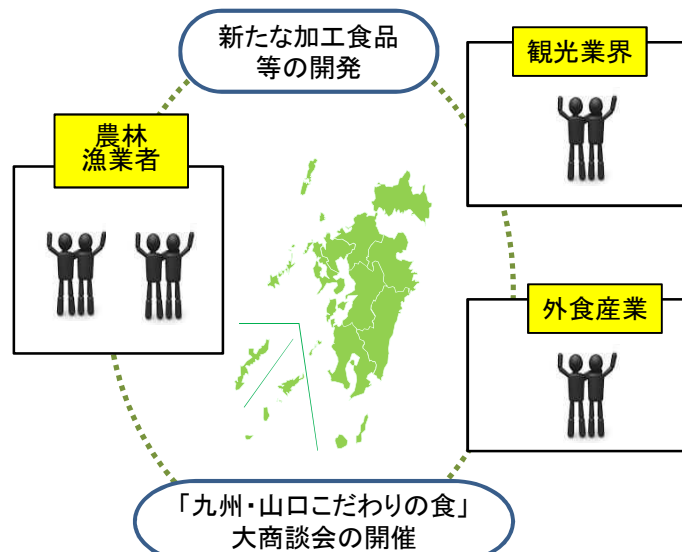 新たな加工食品
等の開発
観光業界
農林
漁業者
外食産業
「九州・山口こだわりの食」
大商談会の開催